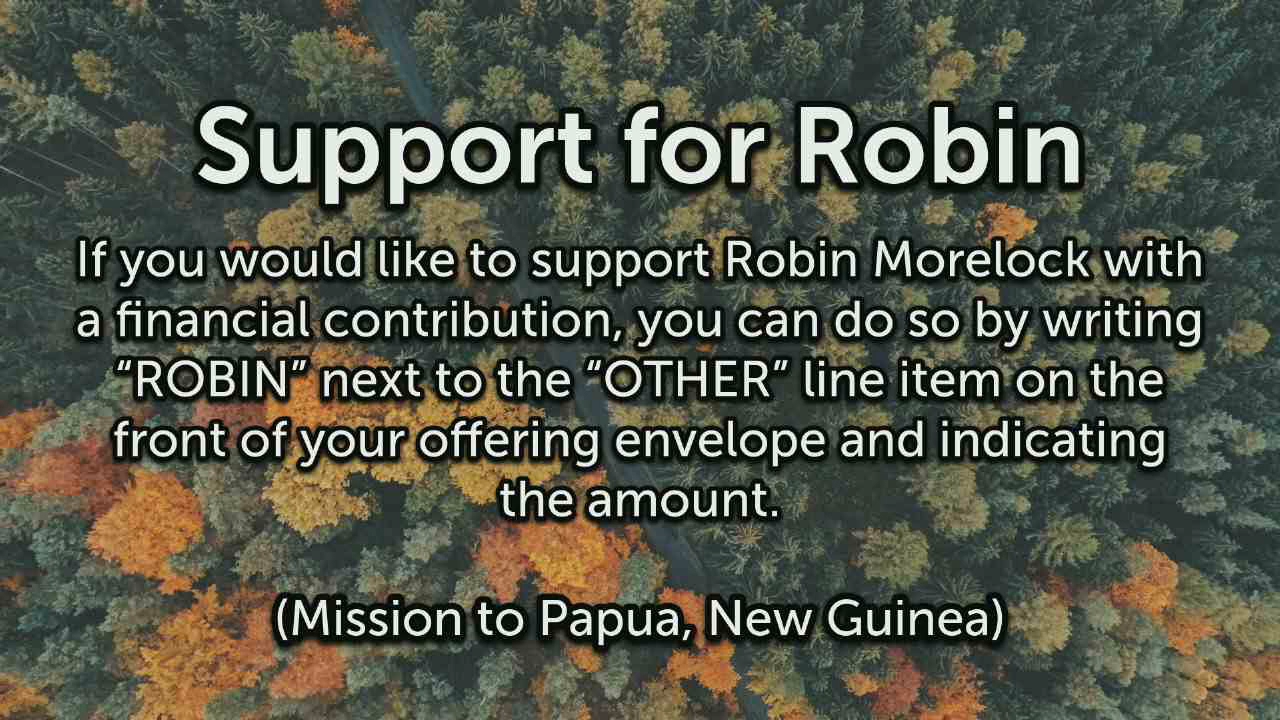 Support for Robin
If you would like to support Robin Morelock with
a financial contribution, you can do so by writing
“ROBIN” next to the “OTHER” line item on the
front of your offering envelope and indicating
the amount.
(Mission to Papua, New Guinea)